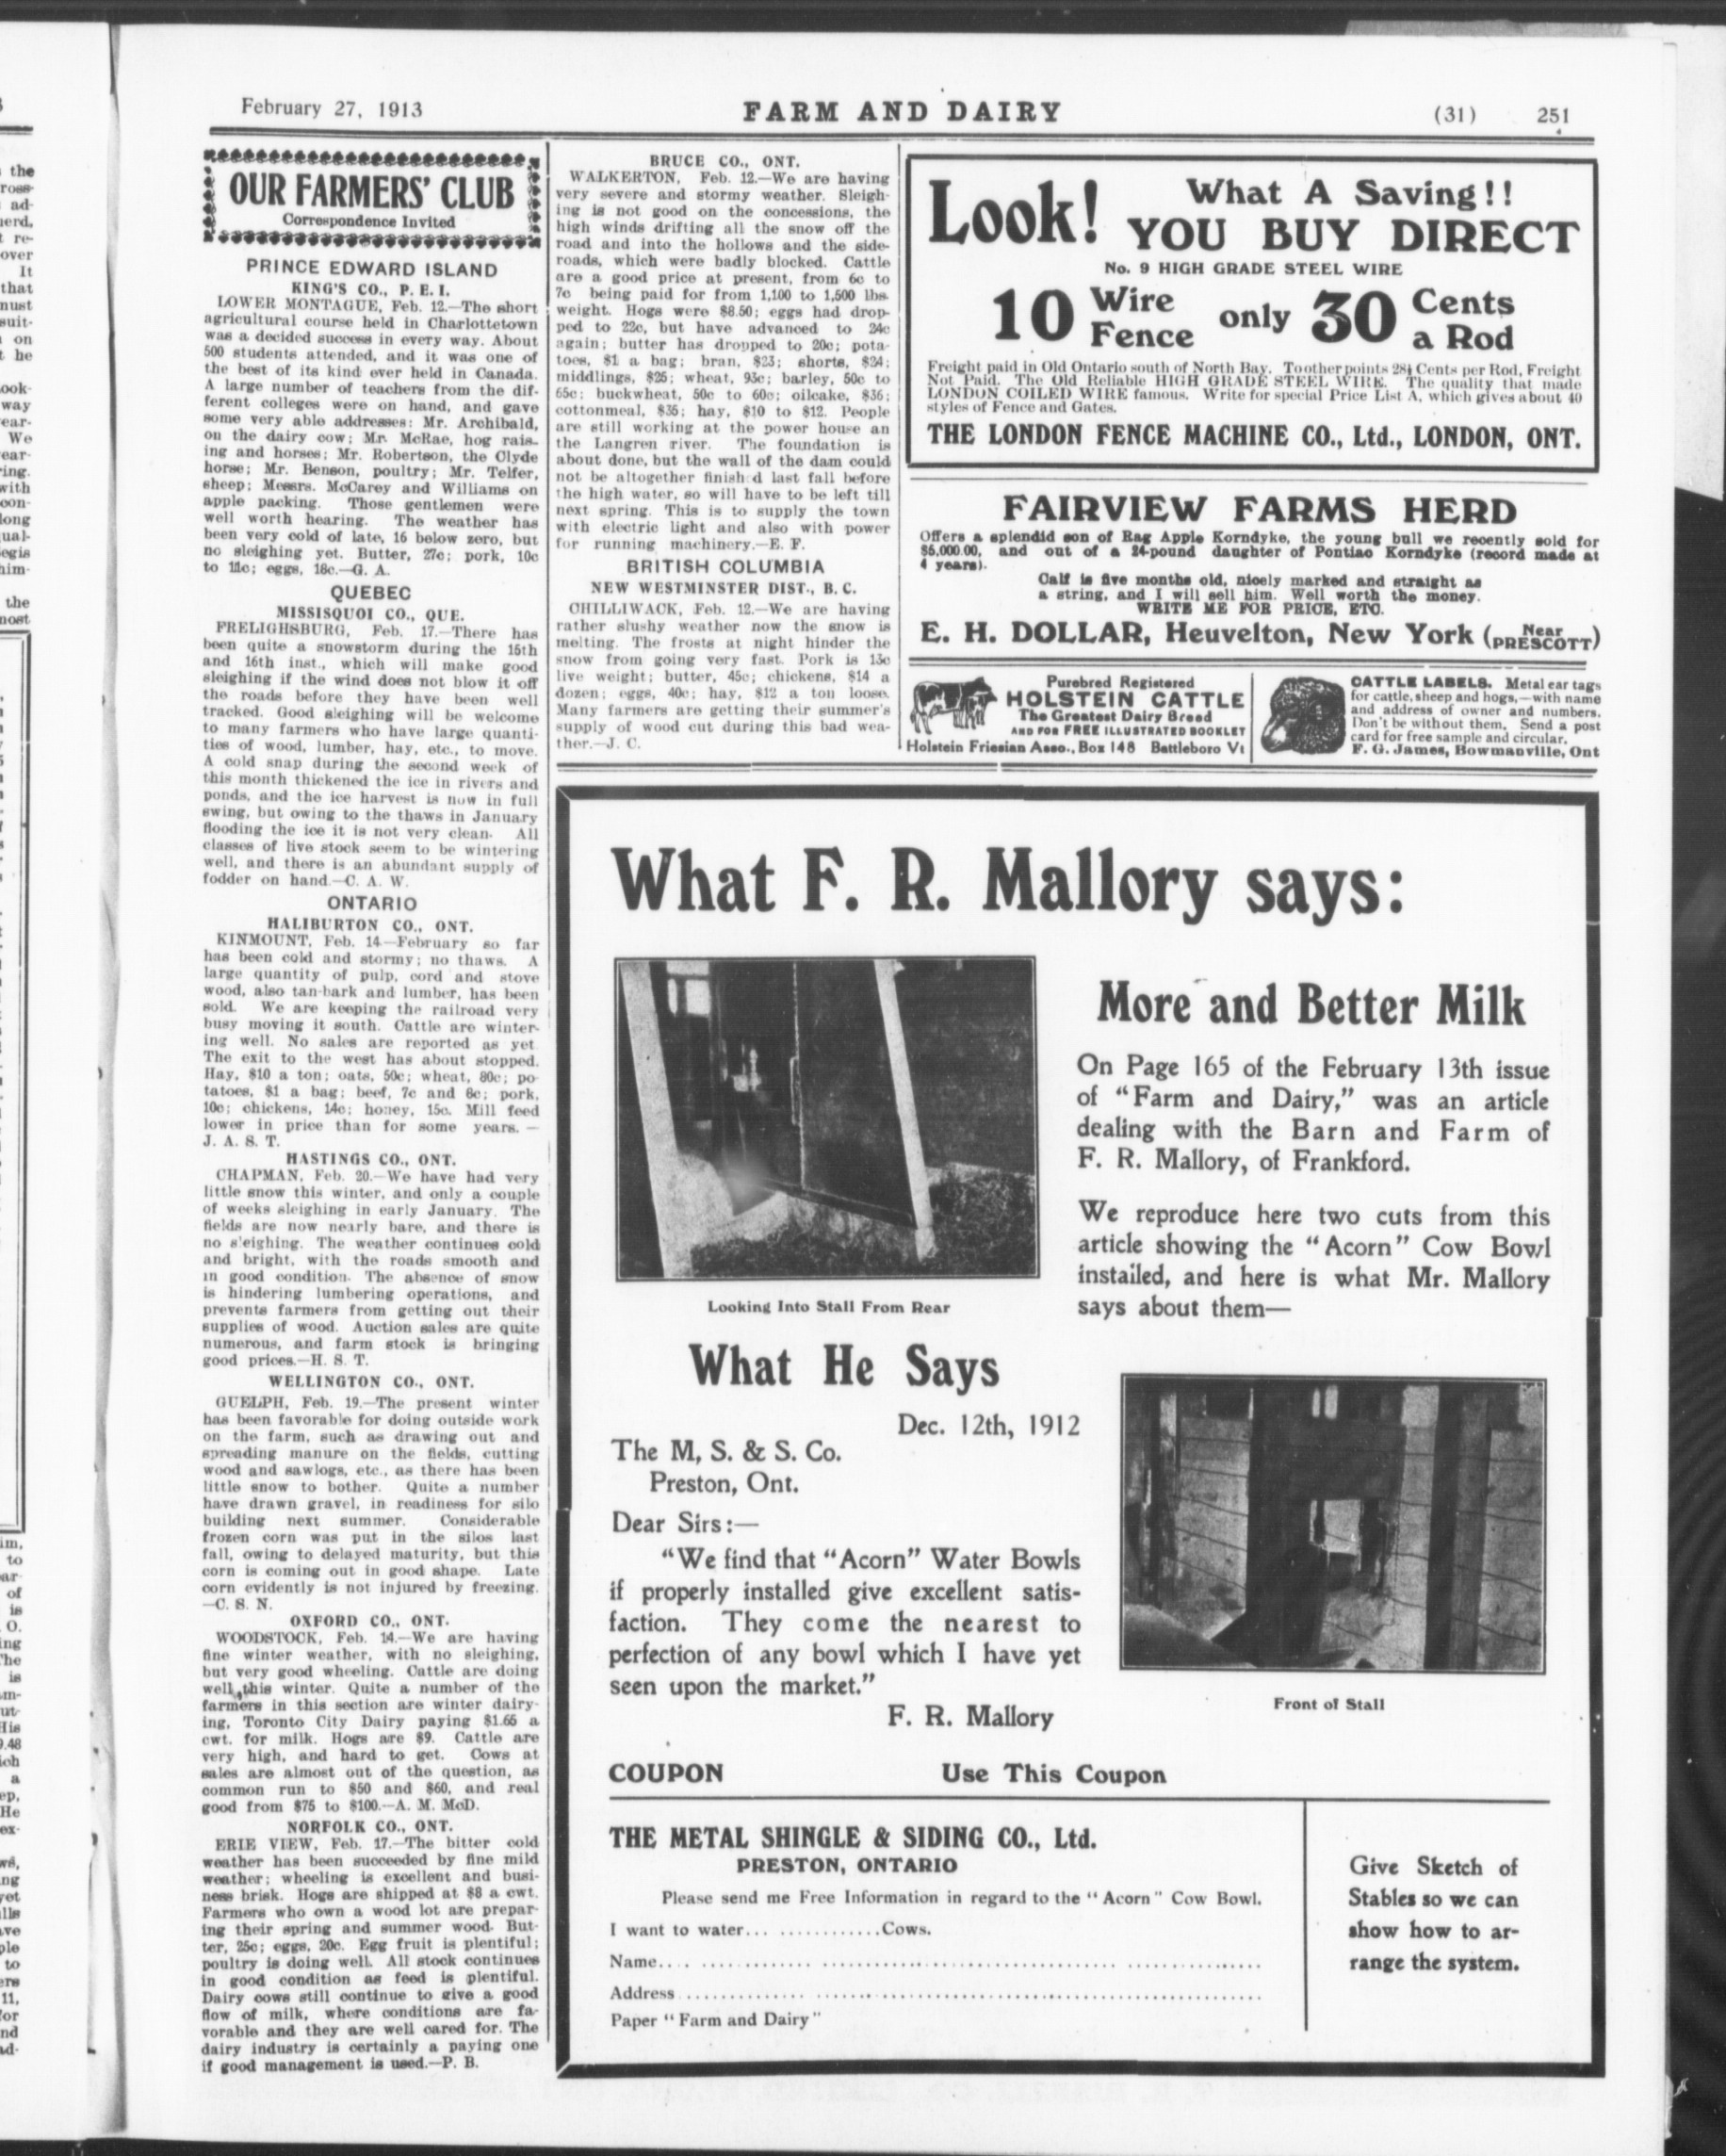 February 27, 1913
FARM AND DAIRY
(31) 251
OUR FARMERS' CLUB
Correspondence Invited
PRINCE EDWARD ISLAND
KING'S CO., P. E. I.
LOWER MONTAGUE, Feb. 12.—The short
agricultural course held in Charlottetown
was a decided success in every way. About
500 students attended, and it was one of
the best of its kind ever held in Canada.
A large number of teachers from the dif-
ferent colleges were on hand, and gave
some very able addresses: Mr. Archibald,
on the dairy cow; Mr. McRae, hog rais-
ing and horses; Mr. Robertson, the Clyde
horse; Mr. Benson, poultry; Mr. Telfer,
sheep; Messrs. McCarey and Williams on
apple packing. Those gentlemen were
well worth hearing. The weather has
been very cold of late, 16 below zero, but
no sleighing yet. Butter, 27c; pork, 10c
to 11c; eggs, 18c.—G. A.
QUEBEC
MISSISQUOI CO., QUE.
FRELIGHSBURG, Feb. 17.—There has
been quite a snowstorm during the 15th
and 16th inst., which will make good
sleighing if the wind does not blow it off
the roads before they have been well
tracked. Good sleighing will be welcome
to many farmers who have large quanti-
ties of wood, lumber, hay, etc., to move.
A cold snap during the second week of
this month thickened the ice in rivers and
ponds, and the ice harvest is now in full
swing, but owing to the thaws in January
flooding the ice it is not very clean. All
classes of live stock seem to be wintering
well, and there is an abundant supply of
fodder on hand.—C. A. W.
ONTARIO
HALIBURTON CO., ONT.
KINMOUNT, Feb. 14—February so far
has been cold and stormy; no thaws. A
large quantity of pulp, cord and stove
wood, also tan-bark and lumber, has been
sold. We are keeping the railroad very
busy moving it south. Cattle are winter-
ing well. No sales are reported as yet.
The exit to the west has about stopped.
Hay, $10 a ton; oats, 50c; wheat, 80c; po-
tatoes, $1 a bag; beef, 7c and 8c; pork,
10c; chickens, 14c; honey, 15c. Mill feed
lower in price than for some years. —
J. A. S. T.
HASTINGS CO., ONT.
CHAPMAN, Feb. 20.—We have had very
little snow this winter, and only a couple
of weeks sleighing in early January. The
fields are now nearly bare, and there is
no sleighing. The weather continues cold
and bright, with the roads smooth and
in good condition. The absence of snow
is hindering lumbering operations, and
prevents farmers from getting out their
supplies of wood. Auction sales are quite
numerous, and farm stock is bringing
good prices.—H. S. T.
WELLINGTON CO., ONT.
GUELPH, Feb. 19.—The present winter
has been favorable for doing outside work
on the farm, such as drawing out and
spreading manure on the fields, cutting
wood and sawlogs, etc., as there has been
little snow to bother. Quite a number
have drawn gravel, in readiness for silo
building next summer. Considerable
frozen corn was put in the silos last
fall, owing to delayed maturity, but this
corn is coming out in good shape. Late
corn evidently is not injured by freezing.
—C. S. N.
OXFORD CO., ONT.
WOODSTOCK, Feb. 14.—We are having
fine winter weather, with no sleighing,
but very good wheeling. Cattle are doing
well this winter. Quite a number of the
farmers in this section are winter dairy-
ing, Toronto City Dairy paying $1.65 a
cwt. for milk. Hogs are $9. Cattle are
very high, and hard to get. Cows at
sales are almost out of the question, as
common run to $50 and $60, and real
good from $75 to $100.—A. M. McD.
NORFOLK CO., ONT.
ERIE VIEW, Feb. 17.—The bitter cold
weather has been succeeded by fine mild
weather; wheeling is excellent and busi-
ness brisk. Hogs are shipped at $8 a cwt.
Farmers who own a wood lot are prepar-
ing their spring and summer wood. But-
ter, 25c; eggs, 20c. Egg fruit is plentiful;
poultry is doing well. All stock continues
in good condition as feed is plentiful.
Dairy cows still continue to give a good
flow of milk, where conditions are fa-
vorable and they are well cared for. The
dairy industry is certainly a paying one
if good management is used.—P. B.
BRUCE CO., ONT.
WALKERTON, Feb. 12.—We are having
very severe and stormy weather. Sleigh-
ing is not good on the concessions, the
high winds drifting all the snow off the
road and into the hollows and the side-
roads, which were badly blocked. Cattle
are a good price at present, from 6c to
7c being paid for from 1,100 to 1,500 lbs.
weight. Hogs were $8.50; eggs had drop-
ped to 22c, but have advanced to 24c
again; butter has dropped to 20c; pota-
toes, $1 a bag; bran, $23; shorts, $24;
middlings, $26; wheat, 93c; barley, 50c to
65c; buckwheat, 50c to 60c; oilcake, $36;
cottonmeal, $35; hay, $10 to $12. People
are still working at the power house an
the Langren river. The foundation is
about done, but the wall of the dam could
not be altogether finish d last fall before
the high water, so will have to be left till
next spring. This is to supply the town
with electric light and also with power
for running machinery.—E. F.
BRITISH COLUMBIA
NEW WESTMINSTER DIST., B. C.
CHILLIWACK, Feb. 12.—We are having
rather slushy weather now the snow is
melting. The frosts at night hinder the
snow from going very fast. Pork is 13c
live weight; butter, 45c; chickens, $14 a
dozen; eggs, 40c; hay, $12 a ton loose.
Many farmers are getting their summer's
supply of wood cut during this bad wea-
ther.—J. C.
Look! What A Saving!!
YOU BUY DIRECT
No. 9 HIGH GRADE STEEL WIRE
10 Wire Fence only 30 Cents a Rod
Freight paid in Old Ontario south of North Bay. To other points 28½ Cents per Rod, Freight
Not Paid. The Old Reliable HIGH GRADE STEEL WIRE. The quality that made
LONDON COILED WIRE famous. Write for special Price List A, which gives about 40
styles of Fence and Gates.
THE LONDON FENCE MACHINE CO., Ltd., LONDON, ONT.
FAIRVIEW FARMS HERD
Offers a splendid son of Rag Apple Korndyke, the young bull we recently sold for
$5,000.00, and out of a 24-pound daughter of Pontiac Korndyke (record made at
4 years).
Calf is five months old, nicely marked and straight as
a string, and I will sell him. Well worth the money.
WRITE ME FOR PRICE, ETC.
E. H. DOLLAR, Heuvelton, New York (Near PRESCOTT)
Purebred Registered
HOLSTEIN CATTLE
The Greatest Dairy Breed
AND FOR FREE ILLUSTRATED BOOKLET
Holstein Friesian Asso., Box 148 Battleboro Vt
CATTLE LABELS. Metal ear tags
for cattle, sheep and hogs,—with name
and address of owner and numbers.
Don't be without them. Send a post
card for free sample and circular.
F. G. James, Bowmanville, Ont
What F. R. Mallory says:
Looking Into Stall From Rear
More and Better Milk
On Page 165 of the February 13th issue
of "Farm and Dairy," was an article
dealing with the Barn and Farm of
F. R. Mallory, of Frankford.
We reproduce here two cuts from this
article showing the "Acorn" Cow Bowl
installed, and here is what Mr. Mallory
says about them—
What He Says
Dec. 12th, 1912
The M, S. & S. Co.
Preston, Ont.
Dear Sirs:—
"We find that "Acorn" Water Bowls
if properly installed give excellent satis-
faction. They come the nearest to
perfection of any bowl which I have yet
seen upon the market."
F. R. Mallory
Front of Stall
COUPON Use This Coupon
THE METAL SHINGLE & SIDING CO., Ltd.
PRESTON, ONTARIO
Please send me Free Information in regard to the "Acorn" Cow Bowl.
I want to water... ............Cows.
Name....
Address
Paper "Farm and Dairy"
Give Sketch of
Stables so we can
show how to ar-
range the system.